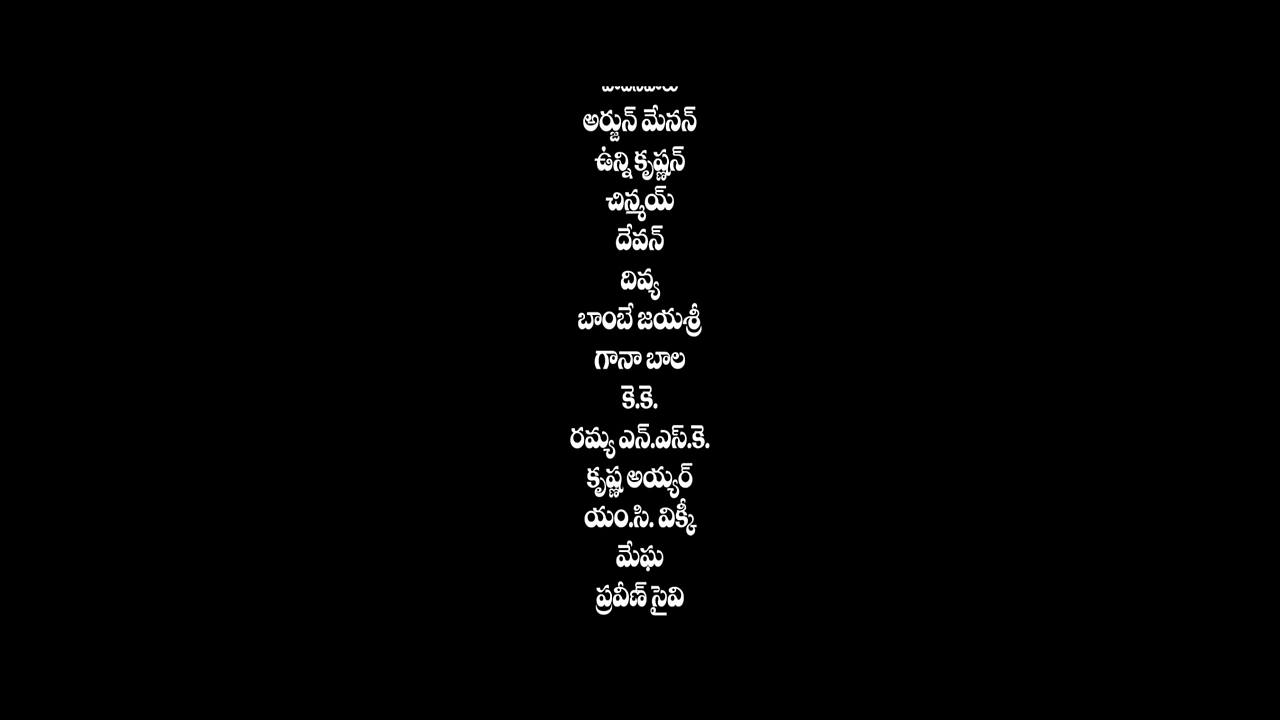 అర్జున్ మేనన్
ఉన్నికృష్ణన్
చిన్మయ్
దేవన్
దివ్య
బాంబే జయశ్రీ
గానా బాల
కె.కె.
రమ్య ఎన్.ఎస్.కె.
కృష్ణ అయ్యర్
యం.సి. విక్కీ
మేఘ
ప్రవీణ్ సైవి